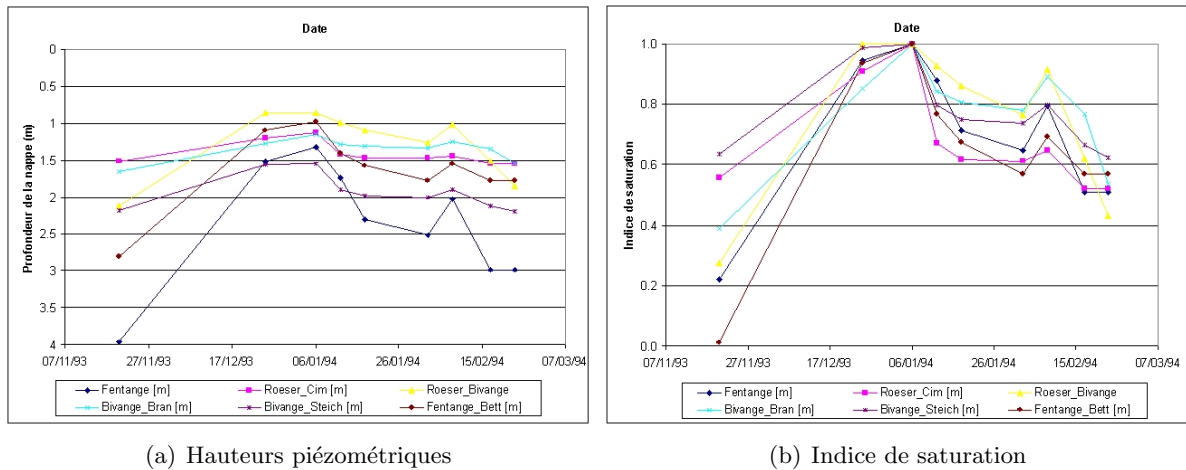 Date
Profondeur de la nappe (m)
0
0.5
1
1.5
2
2.5
3
3.5
4
07/11/93 27/11/93 17/12/93 06/01/94 26/01/94 15/02/94 07/03/94
Fentange [m] Roeser_Cim [m] Roeser_Bivange
Bivange_Bran [m] Bivange_Steich [m] Fentange_Bett [m]
(a) Hauteurs piézométriques
Date
Indice de saturation
1.0
0.8
0.6
0.4
0.2
0.0
07/11/93 27/11/93 17/12/93 06/01/94 26/01/94 15/02/94 07/03/94
Fentange [m] Roeser_Cim [m] Roeser_Bivange
Bivange_Bran [m] Bivange_Steich [m] Fentange_Bett [m]
(b) Indice de saturation